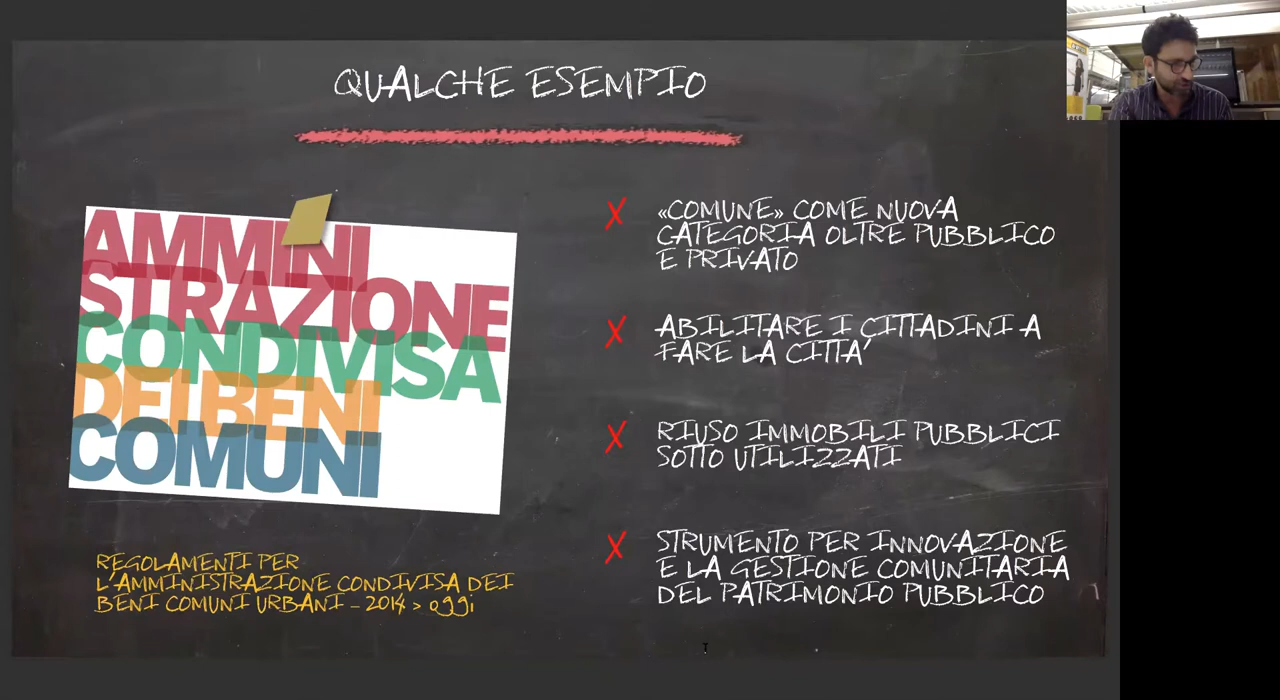 QUALCHE ESEMPIO
AMMINI
STRAZIONE
CONDIVISA
DEI BENI
COMUNI
REGOLAMENTI PER
L'AMMINISTRAZIONE CONDIVISA DEI
BENI COMUNI URBANI – 2014 > oggi
X «COMUNE» COME NUOVA
CATEGORIA OLTRE PUBBLICO
E PRIVATO
X ABILITARE I CITTADINI A
FARE LA CITTA'
X RIUSO IMMOBILI PUBBLICI
SOTTO UTILIZZATI
X STRUMENTO PER INNOVAZIONE
E LA GESTIONE COMUNITARIA
DEL PATRIMONIO PUBBLICO